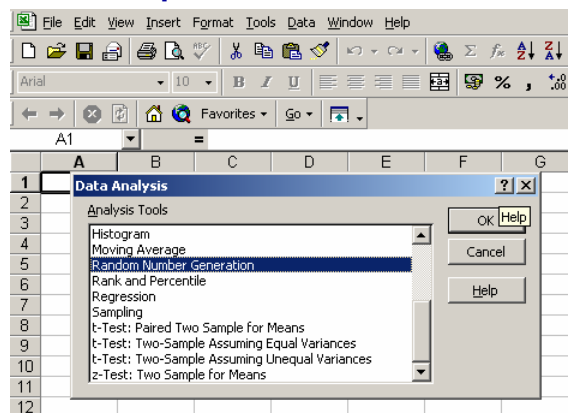 File Edit View Insert Format Tools Data Window Help
ABC Σ fx A Z Z A
Arial 10 B I U % , .00
Favorites Go
A1 =
A B C D E F G
1 Data Analysis ? X
2 Analysis Tools
3 OK Help
Histogram
4 Moving Average Cancel
5 Random Number Generation
6 Rank and Percentile Help
7 Regression
Sampling
8 t-Test: Paired Two Sample for Means
9 t-Test: Two-Sample Assuming Equal Variances
10 t-Test: Two-Sample Assuming Unequal Variances
z-Test: Two Sample for Means
11
12